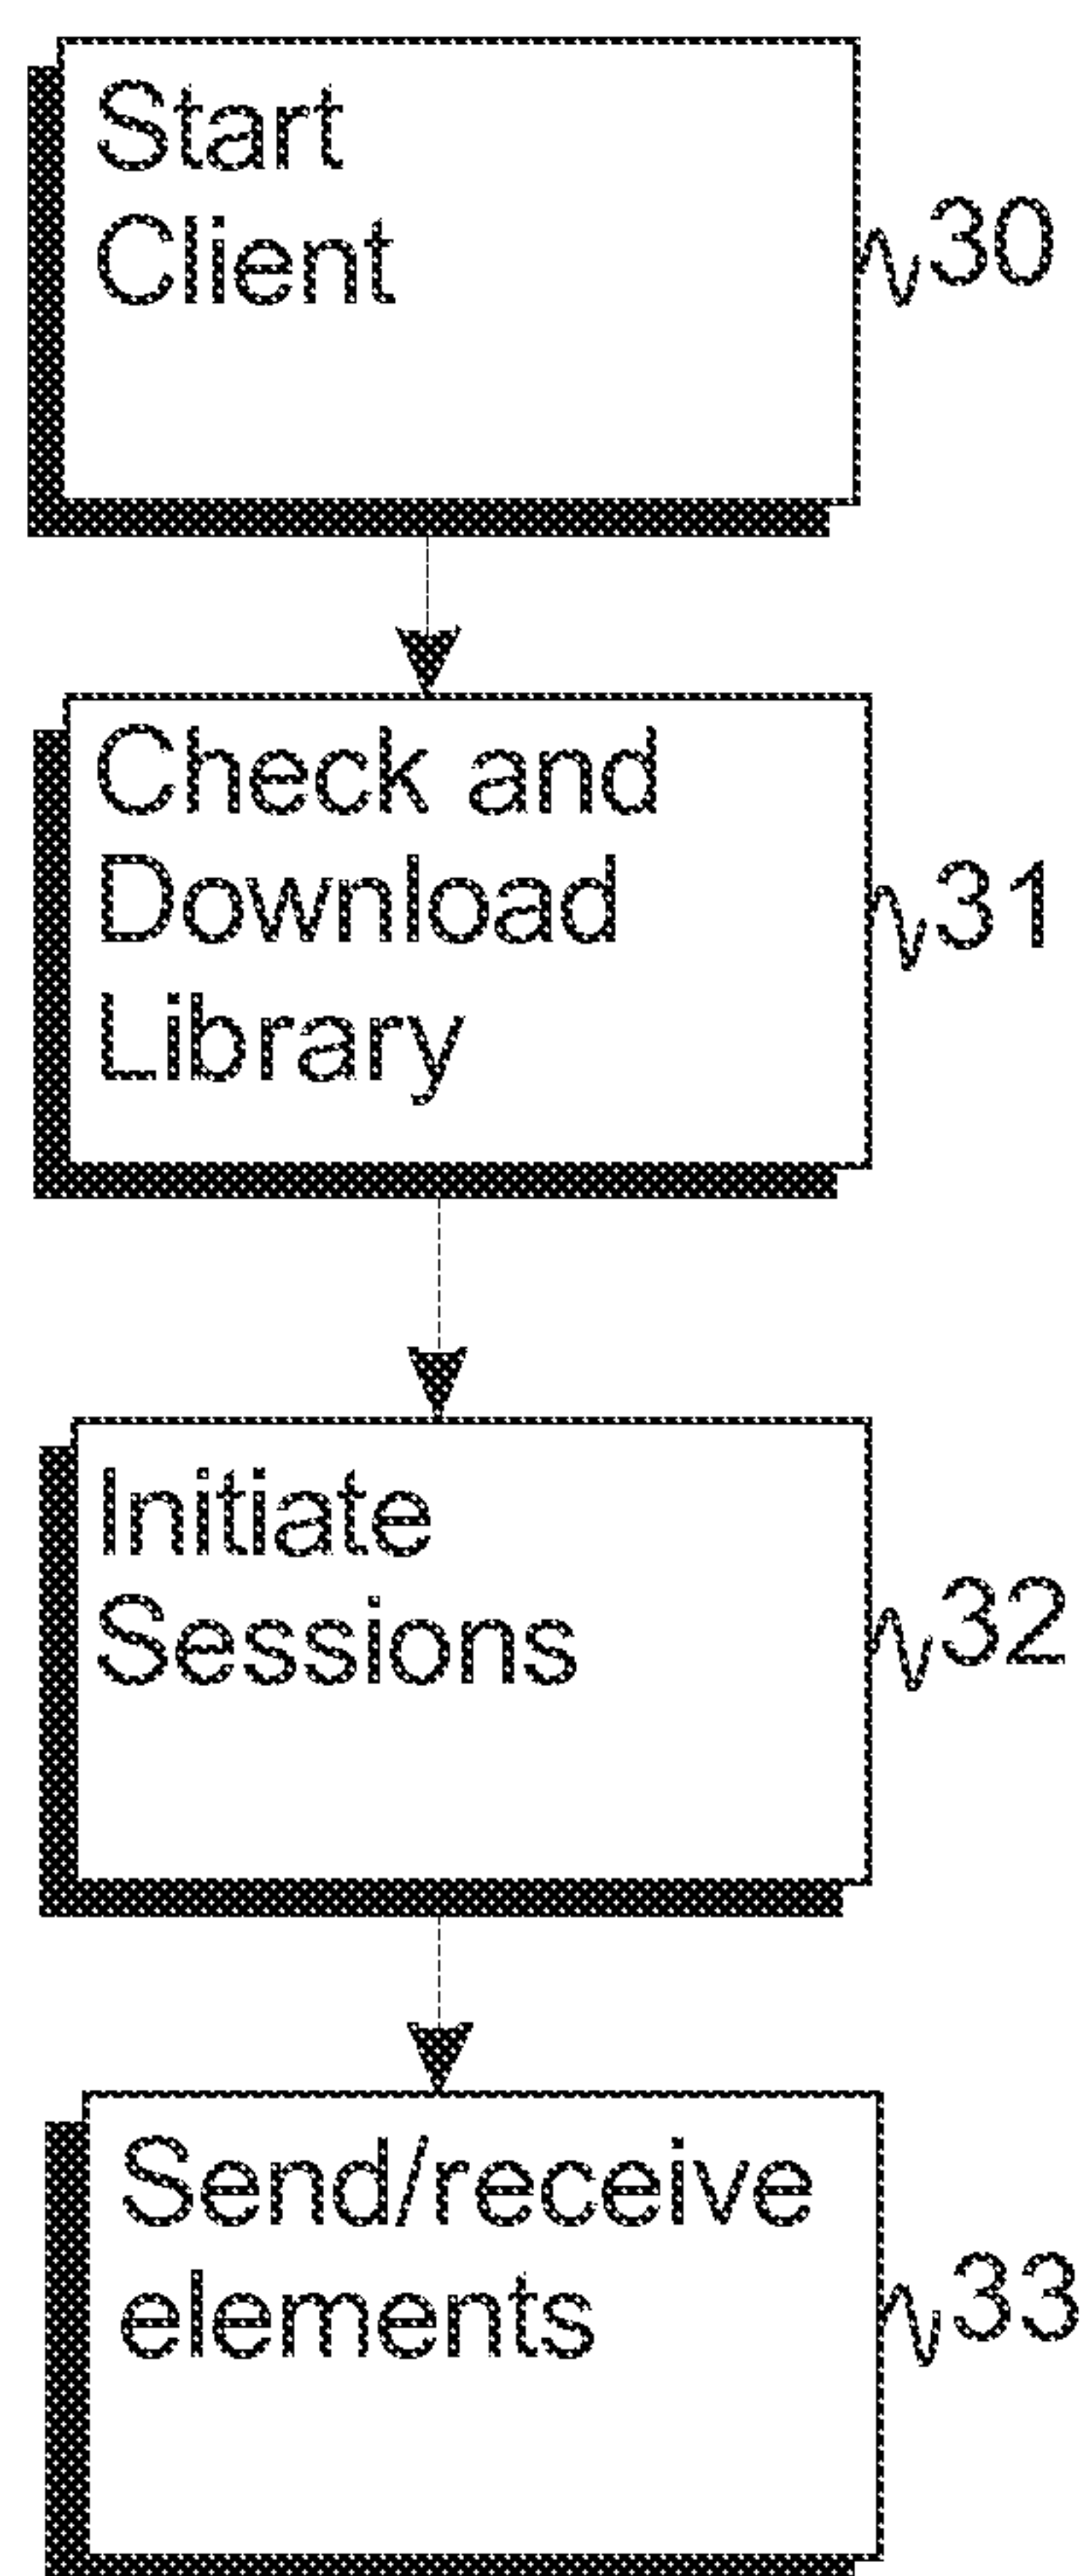 Start
Client
30
Check and
Download
Library
31
Initiate
Sessions
32
Send/receive
elements
33